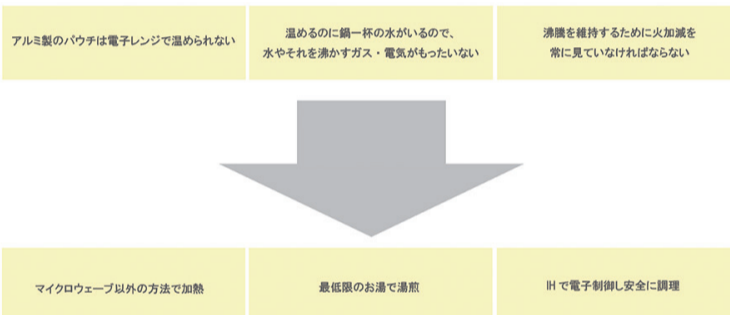 アルミ製のパウチは電子レンジで温められない
温めるのに鍋一杯の水がいるので、
水やそれを沸かすガス・電気がもったいない
沸騰を維持するために火加減を
常に見ていなければならない
マイクロウェーブ以外の方法で加熱
最低限のお湯で湯煎
IHで電子制御し安全に調理